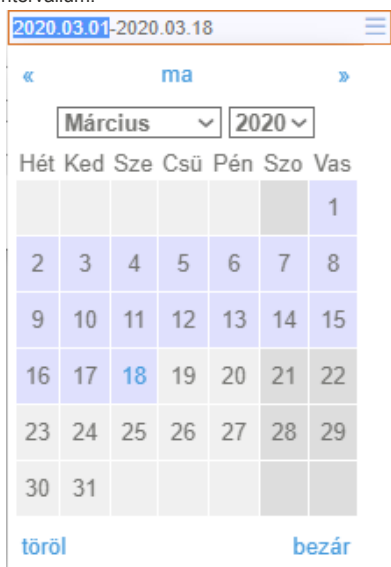 2020.03.01-2020.03.18
« ma »
Március 2020
Hét Ked Sze Csü Pén Szo Vas
1
2 3 4 5 6 7 8
9 10 11 12 13 14 15
16 17 18 19 20 21 22
23 24 25 26 27 28 29
30 31
töröl bezár